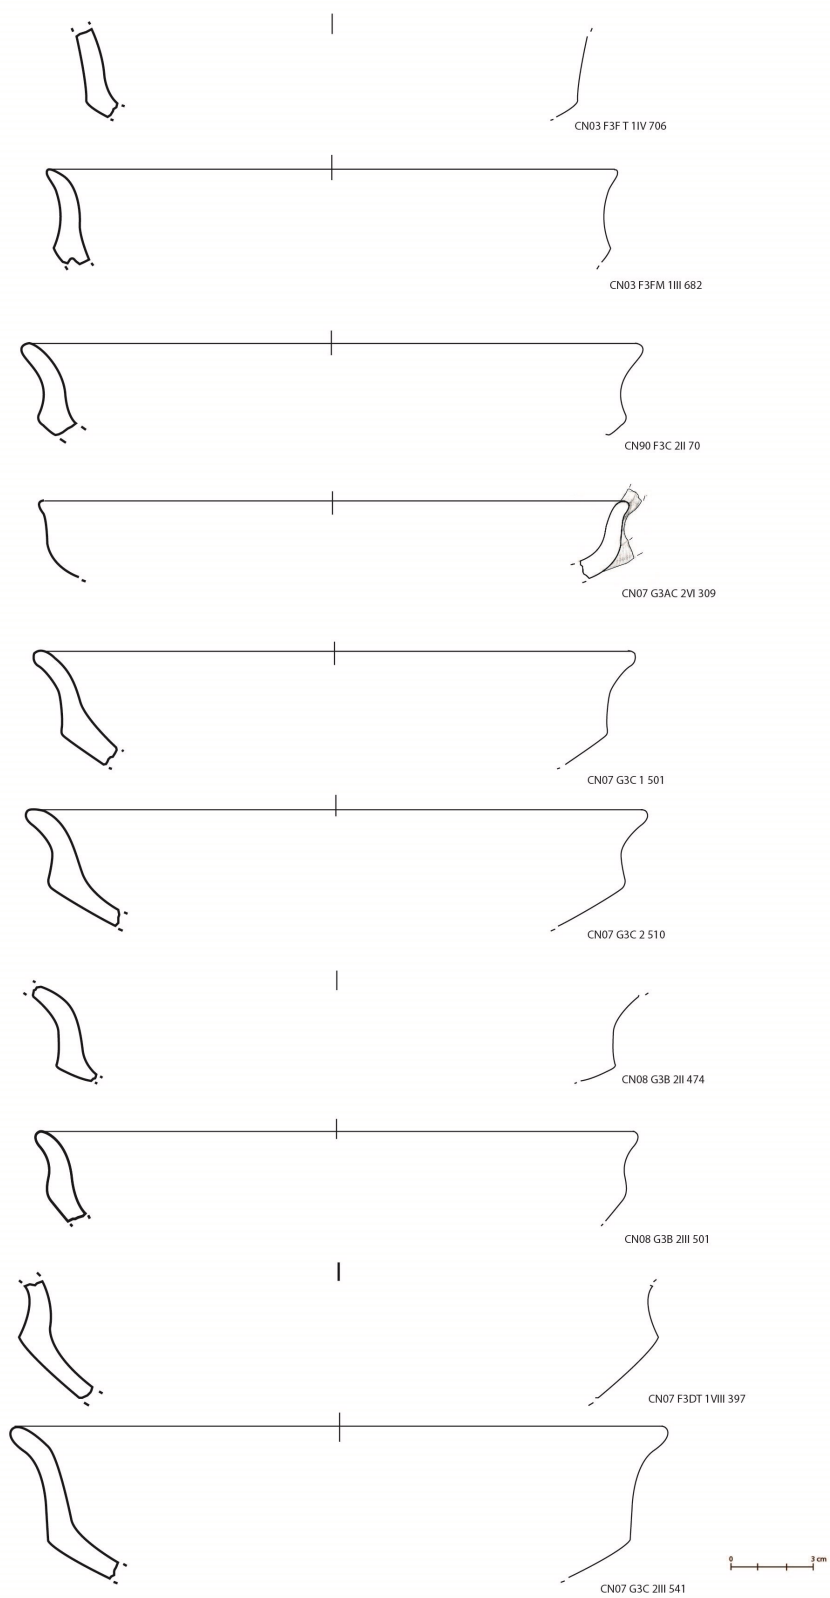 CN03 F3F T 1IV 706
CN03 F3FM 1III 682
CN90 F3C 2II 70
CN07 G3AC 2VI 309
CN07 G3C 1 501
CN07 G3C 2 510
CN08 G3B 2II 474
CN08 G3B 2III 501
CN07 F3DT 1VIII 397
0 3 cm
CN07 G3C 2III 541